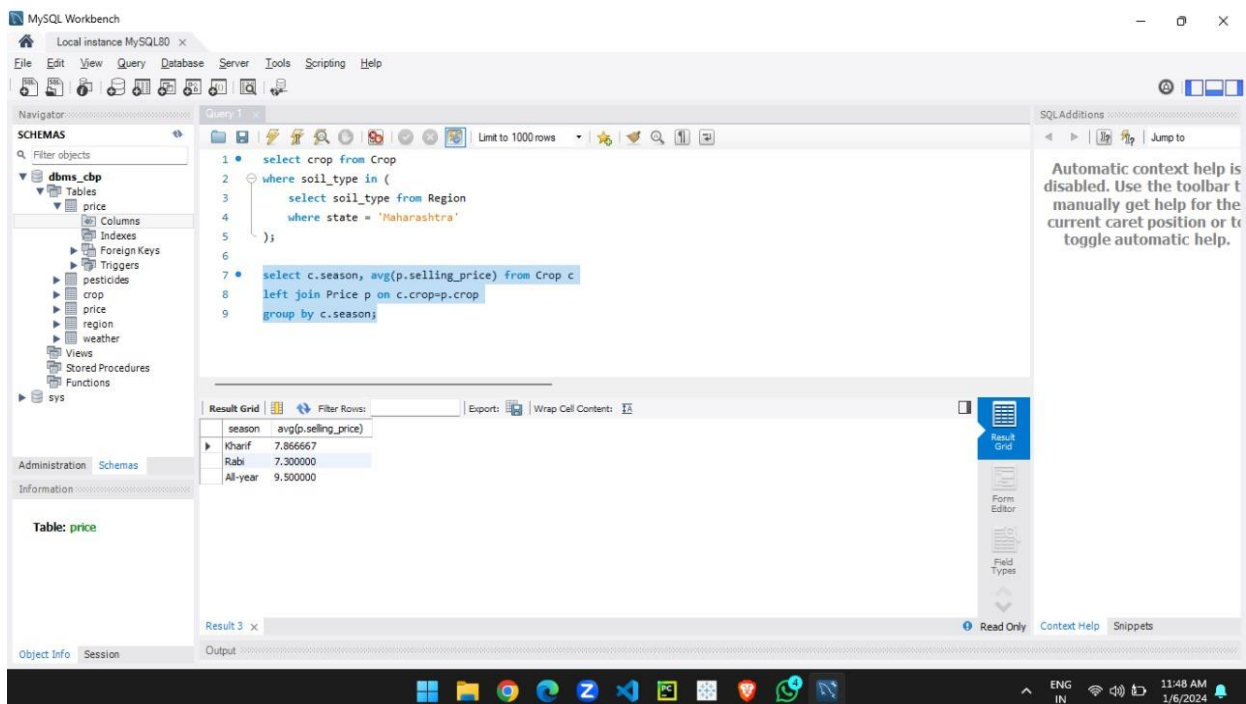 MySQL Workbench
Local instance MySQL80
File Edit View Query Database Server Tools Scripting Help
Navigator
SCHEMAS
Filter objects
dbms_cbp
Tables
price
Columns
Indexes
Foreign Keys
Triggers
pesticides
crop
price
region
weather
Views
Stored Procedures
Functions
sys
Administration Schemas
Information
Table: price
Object Info Session
Query 1
Limit to 1000 rows
1 select crop from Crop
2 where soil_type in (
3 select soil_type from Region
4 where state = 'Maharashtra'
5 );
6
7 select c.season, avg(p.selling_price) from Crop c
8 left join Price p on c.crop=p.crop
9 group by c.season;
Result Grid Filter Rows: Export: Wrap Cell Content:
season avg(p.selling_price)
Kharif 7.866667
Rabi 7.300000
All-year 9.500000
Result Grid
Form Editor
Field Types
Result 3
Read Only
Output
SQLAdditions
Jump to
Automatic context help is
disabled. Use the toolbar t
manually get help for the
current caret position or to
toggle automatic help.
Context Help Snippets
ENG
IN
11:48 AM
1/6/2024